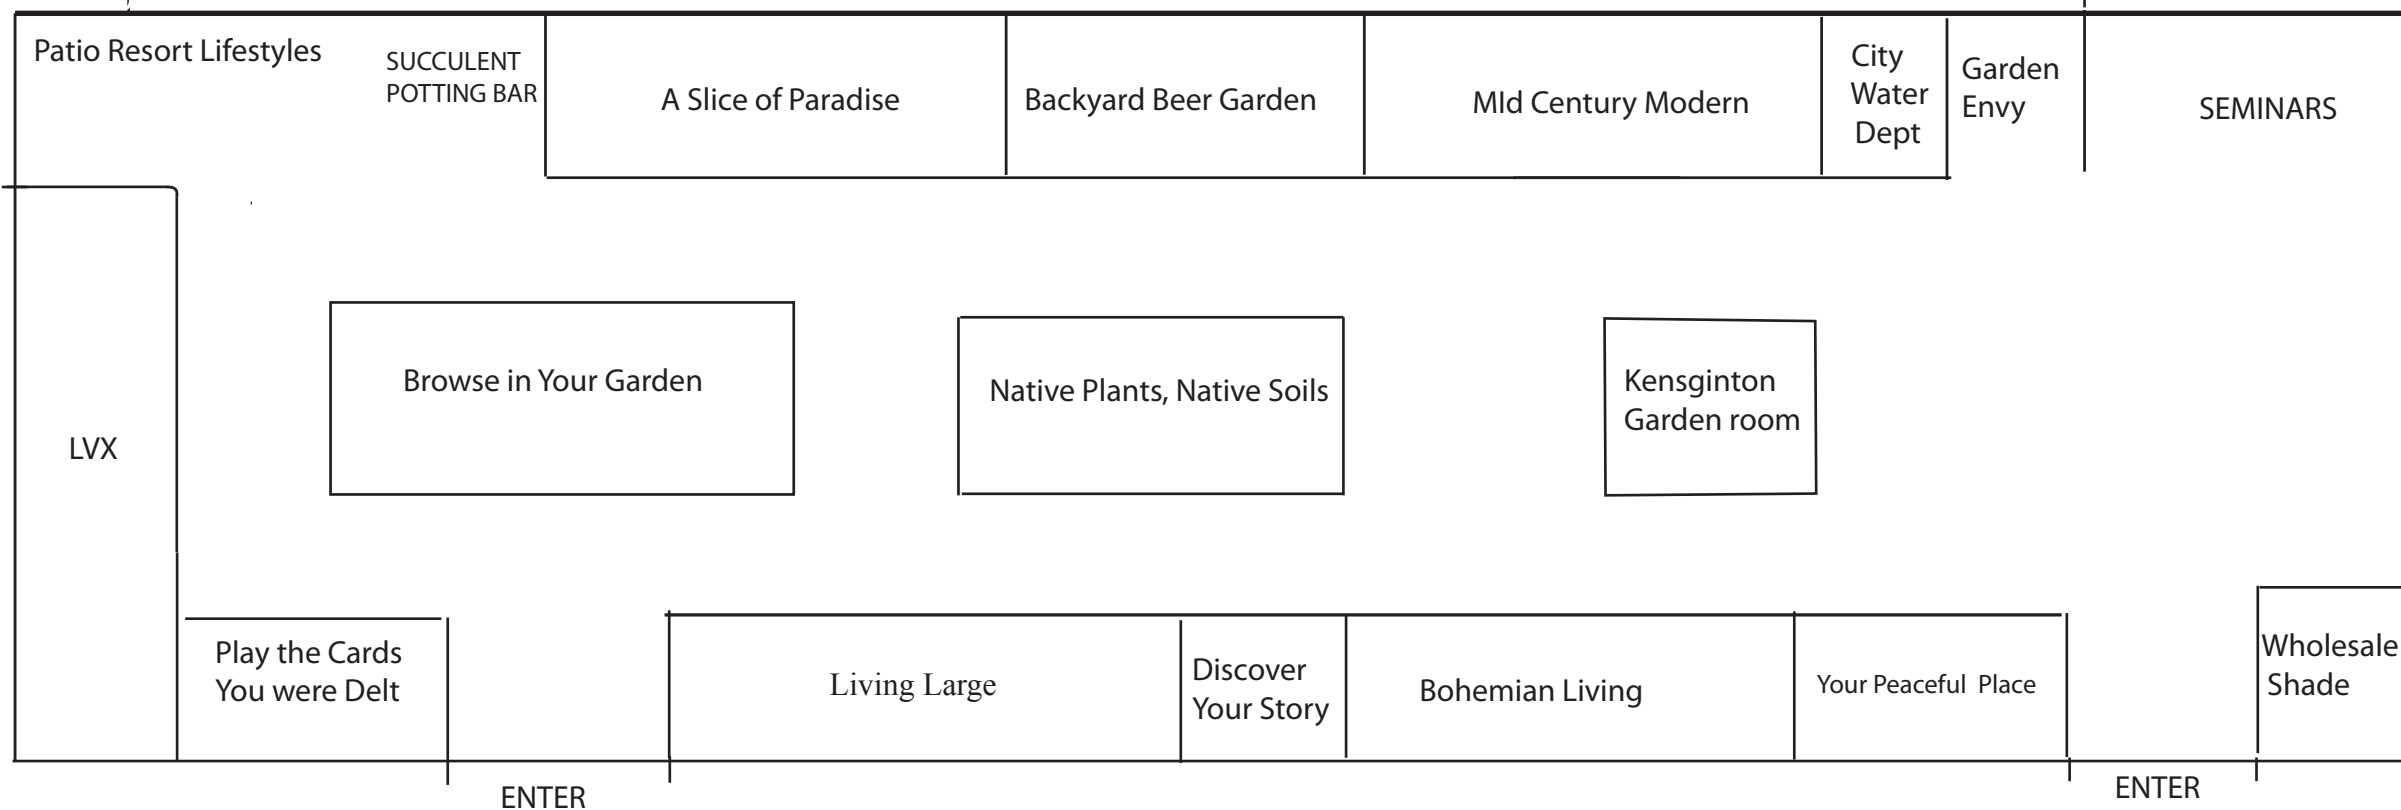 Patio Resort Lifestyles
SUCCULENT
POTTING BAR
A Slice of Paradise
Backyard Beer Garden
MId Century Modern
City
Water
Dept
Garden
Envy
SEMINARS
Browse in Your Garden
Native Plants, Native Soils
Kensginton
Garden room
LVX
Play the Cards
You were Delt
Living Large
Discover
Your Story
Bohemian Living
Your Peaceful Place
Wholesale
Shade
ENTER
ENTER